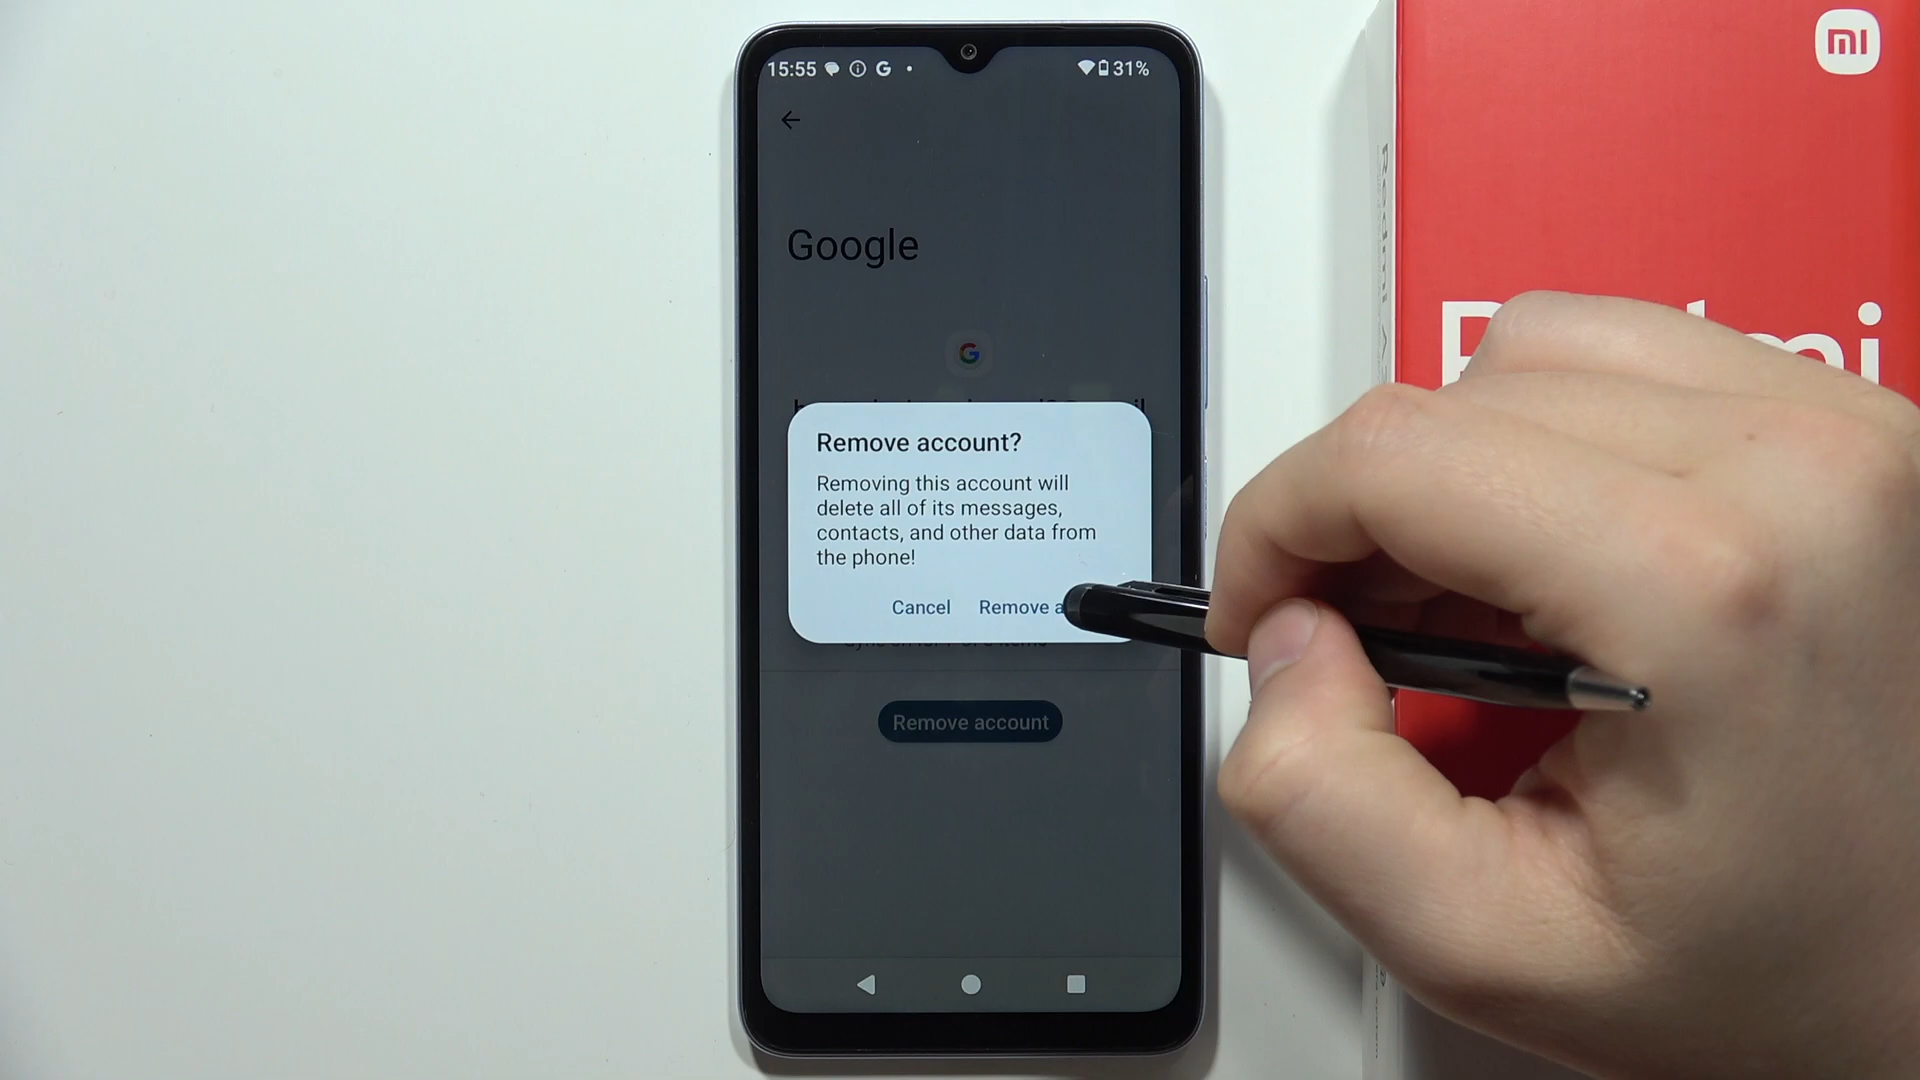 15:55 G 31%
Google
Remove account?
Removing this account will
delete all of its messages,
contacts, and other data from
the phone!
Cancel Remove a
Remove account
mi
Redmi